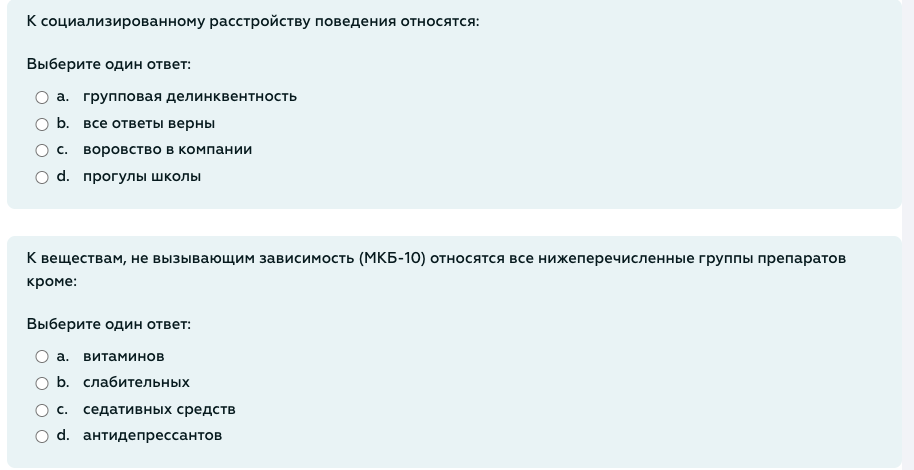 К социализированному расстройству поведения относятся:
Выберите один ответ:
a. групповая делинквентность
b. все ответы верны
c. воровство в компании
d. прогулы школы
К веществам, не вызывающим зависимость (МКБ-10) относятся все нижеперечисленные группы препаратов
кроме:
Выберите один ответ:
a. витаминов
b. слабительных
c. седативных средств
d. антидепрессантов